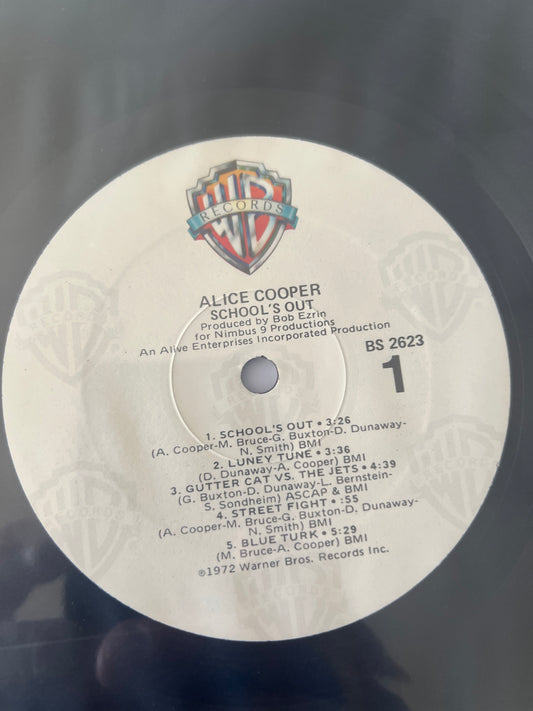 WB
RECORDS
ALICE COOPER
SCHOOL'S OUT
Produced by Bob Ezrin
for Nimbus 9 Productions
An Alive Enterprises Incorporated Production
BS 2623
1
1. SCHOOL'S OUT • 3:26
(A. Cooper-M. Bruce-G. Buxton-D. Dunaway-
N. Smith) BMI
2. LUNEY TUNE • 3:36
(D. Dunaway-A. Cooper) BMI
3. GUTTER CAT VS. THE JETS • 4:39
(G. Buxton-D. Dunaway-L. Bernstein-
S. Sondheim) ASCAP & BMI
4. STREET FIGHT • :55
(A. Cooper-M. Bruce-G. Buxton-D. Dunaway-
N. Smith) BMI
5. BLUE TURK • 5:29
(M. Bruce-A. Cooper) BMI
℗1972 Warner Bros. Records Inc.